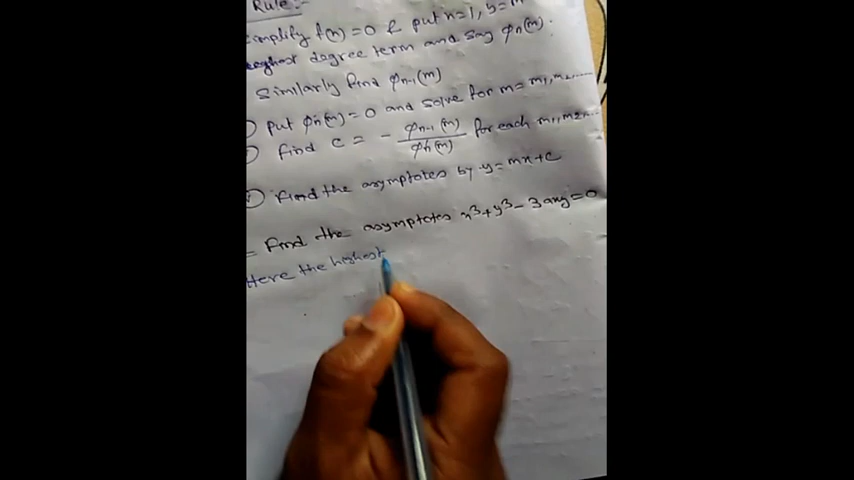 Rule:-
simplify f(x)=0 & put x=1, y=m
highest degree term and say φn(m).
Similarly find φn-1(m)
put φn(m)=0 and solve for m=m1,m2......
find c = - φn-1(m) / φ'n(m) for each m1,m2...
Find the asymptotes by y=mx+c
= Find the asymptotes x³+y³-3axy=0
Here the highest